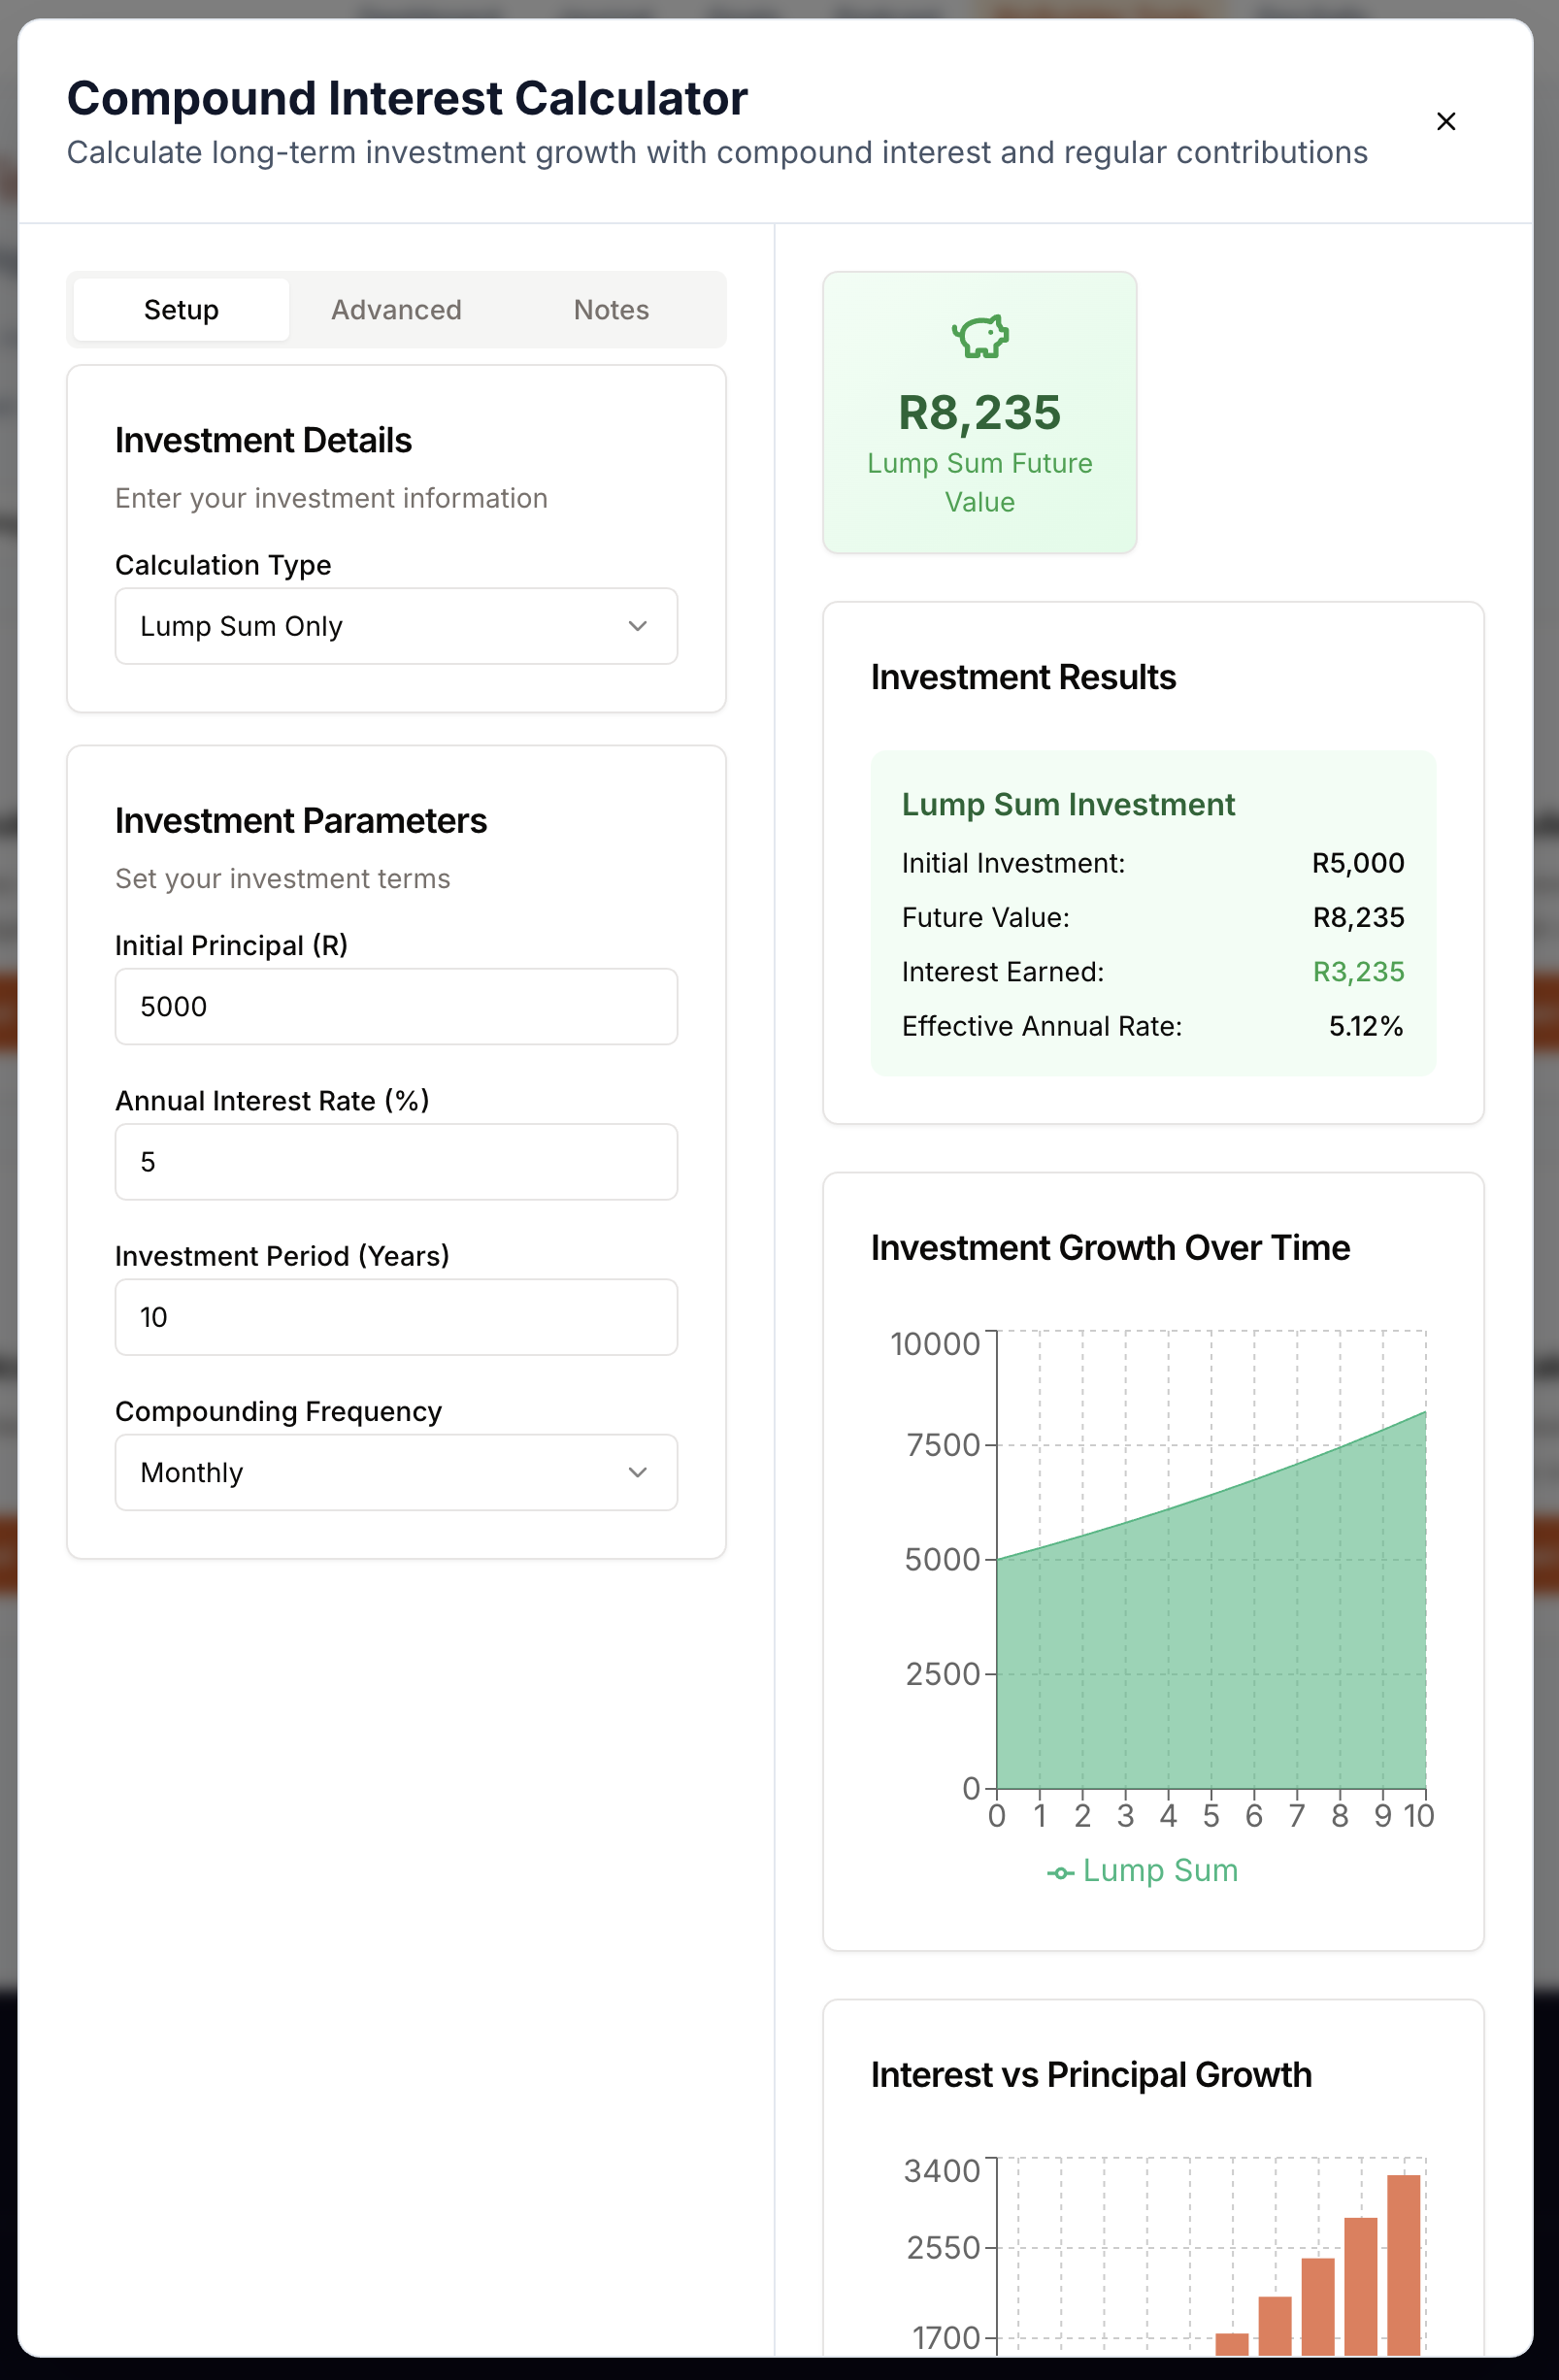 Compound Interest Calculator
Calculate long-term investment growth with compound interest and regular contributions
Setup
Advanced
Notes
Investment Details
Enter your investment information
Calculation Type
Lump Sum Only
Investment Parameters
Set your investment terms
Initial Principal (R)
5000
Annual Interest Rate (%)
5
Investment Period (Years)
10
Compounding Frequency
Monthly
R8,235
Lump Sum Future
Value
Investment Results
Lump Sum Investment
Initial Investment: R5,000
Future Value: R8,235
Interest Earned: R3,235
Effective Annual Rate: 5.12%
Investment Growth Over Time
10000
7500
5000
2500
0
0 1 2 3 4 5 6 7 8 9 10
Lump Sum
Interest vs Principal Growth
3400
2550
1700